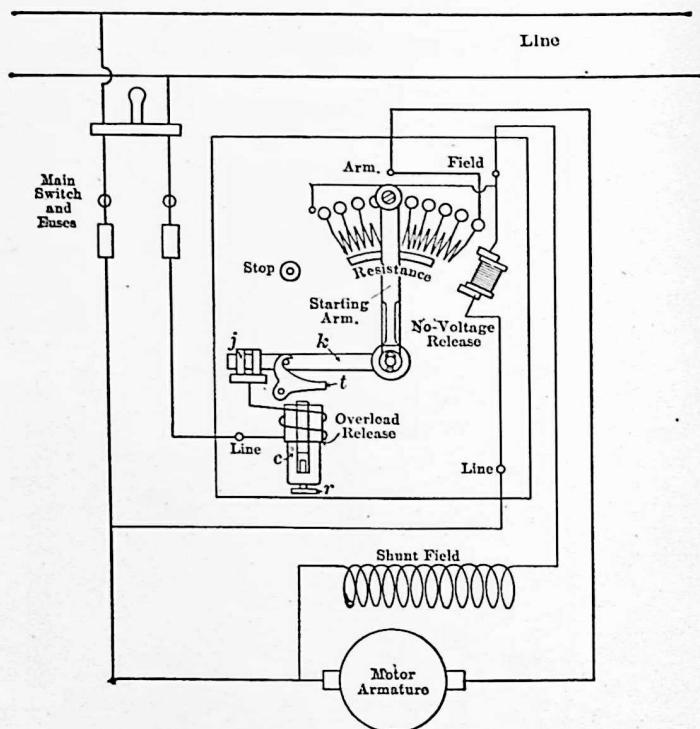 Line
Main
Switch
and
Fuses
Arm.
Field
Stop
Resistance
Starting
Arm.
No-Voltage
Release
j
k
t
Overload
Release
Line
c
r
Line
Shunt Field
Motor
Armature